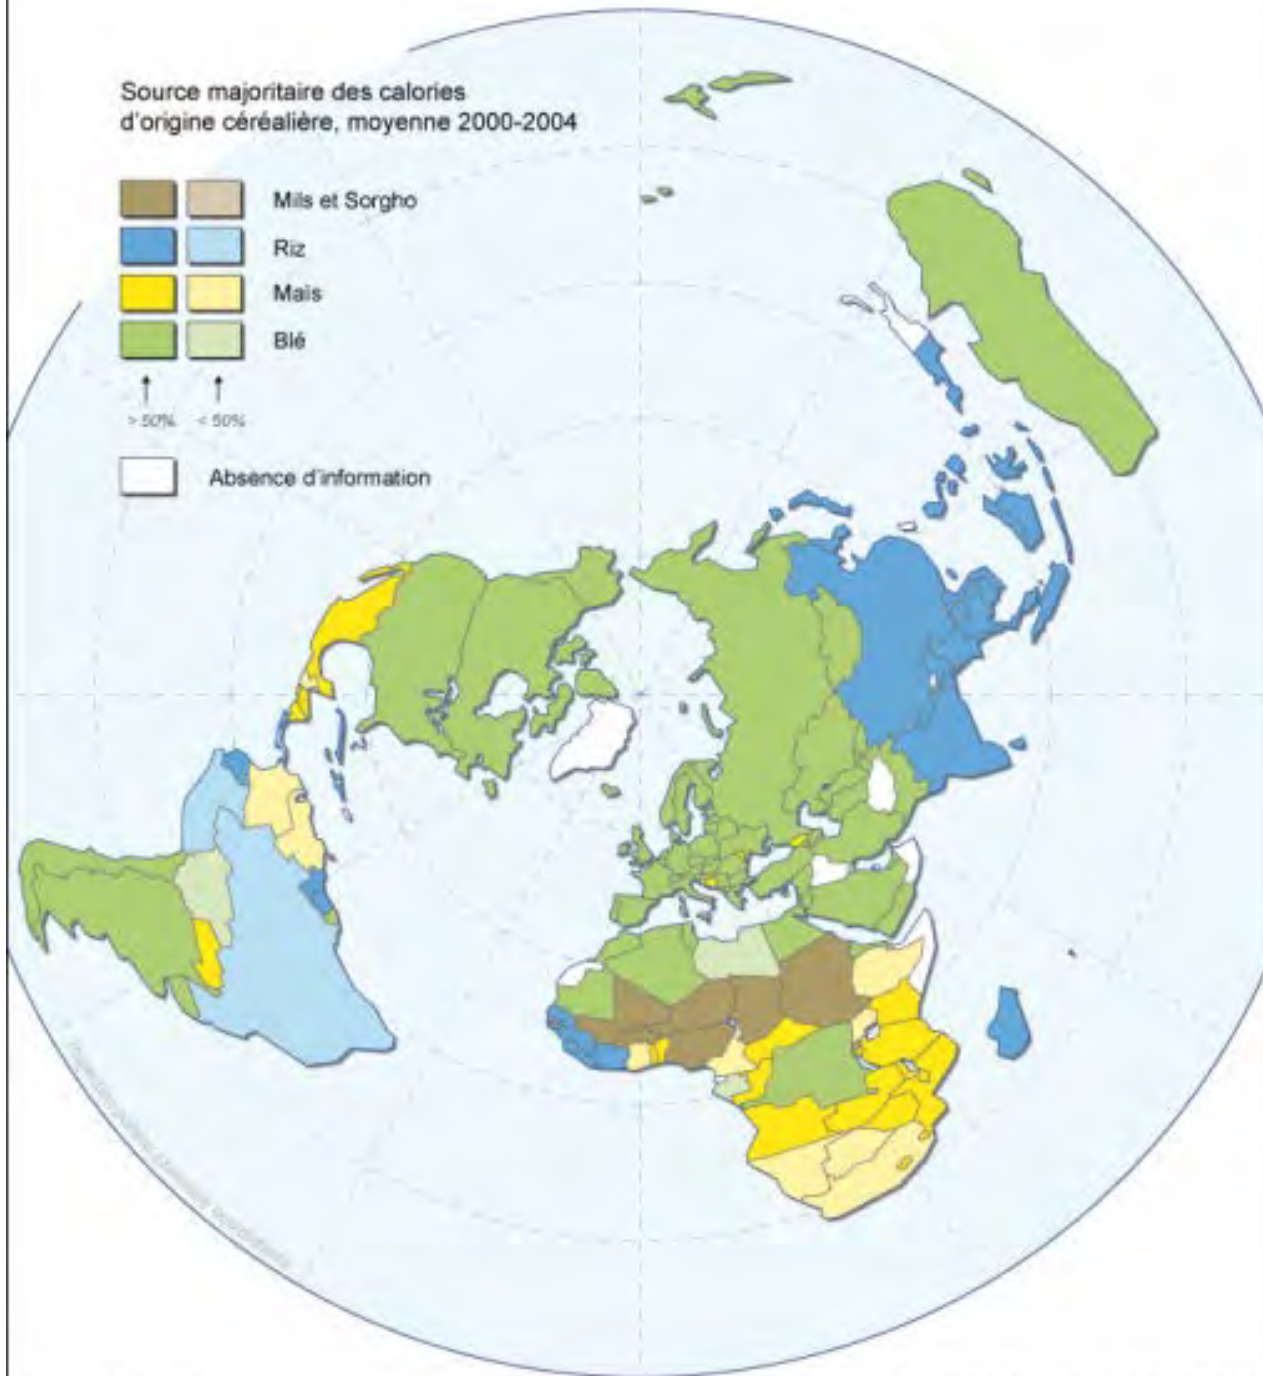 Source majoritaire des calories
d'origine céréalière, moyenne 2000-2004
Mils et Sorgho
Riz
Maïs
Blé
> 50% < 50%
Absence d'information